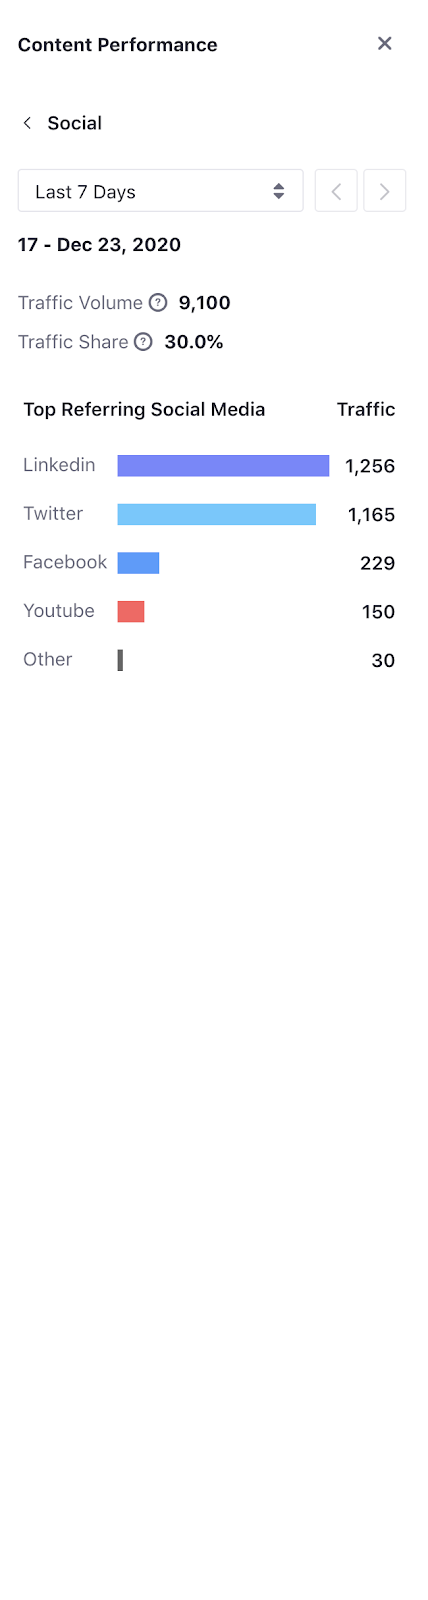 Content Performance
Social
Last 7 Days
17 - Dec 23, 2020
Traffic Volume ? 9,100
Traffic Share ? 30.0%
Top Referring Social Media Traffic
Linkedin 1,256
Twitter 1,165
Facebook 229
Youtube 150
Other 30